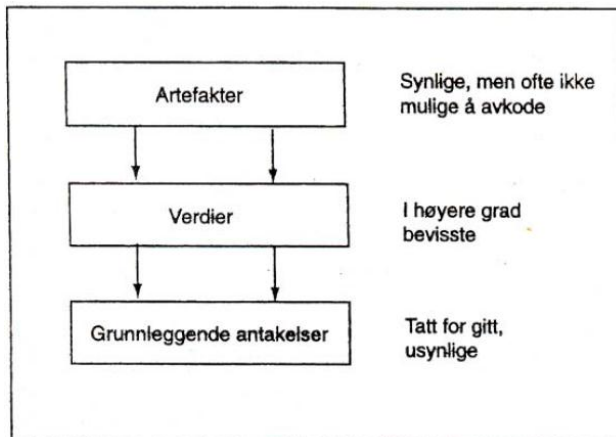 Artefakter
Synlige, men ofte ikke
mulige å avkode
Verdier
I høyere grad
bevisste
Grunnleggende antakelser
Tatt for gitt,
usynlige